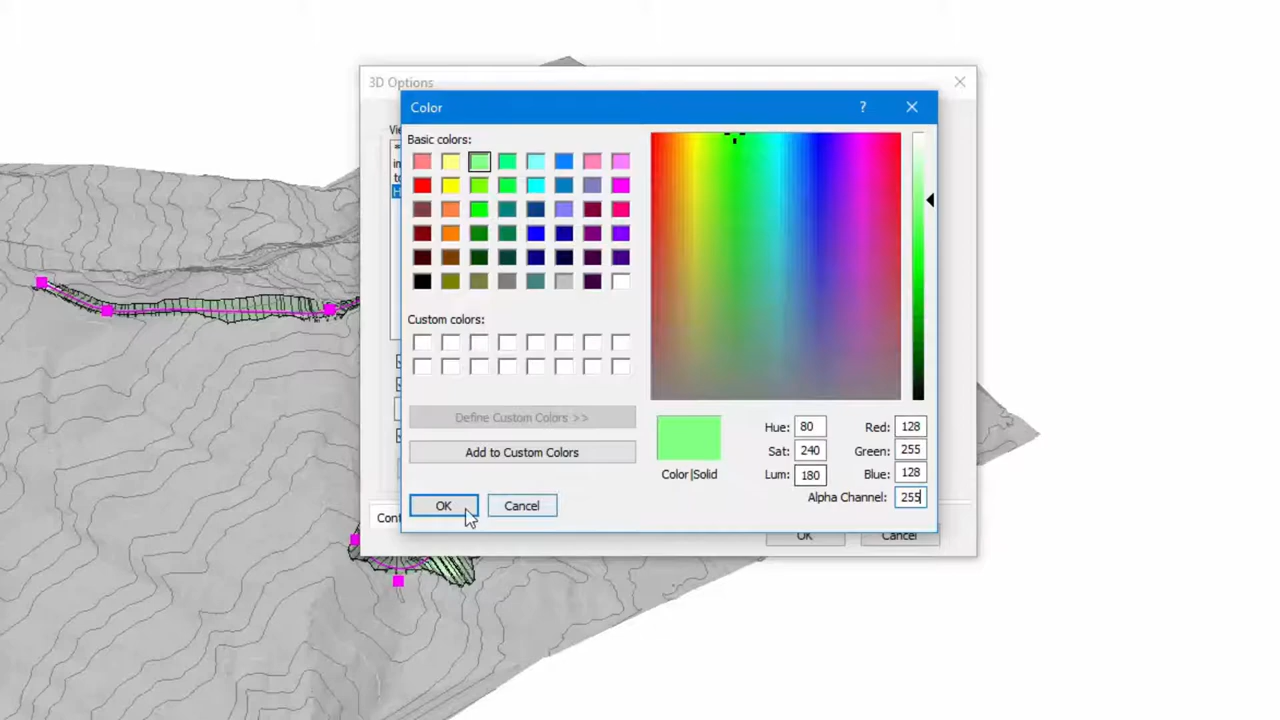 3D Options
Color
?
Basic colors:
Custom colors:
Define Custom Colors >>
Add to Custom Colors
Hue: 80
Red: 128
Sat: 240
Green: 255
Lum: 180
Blue: 128
Color|Solid
Alpha Channel: 255
OK
Cancel
OK
Cancel